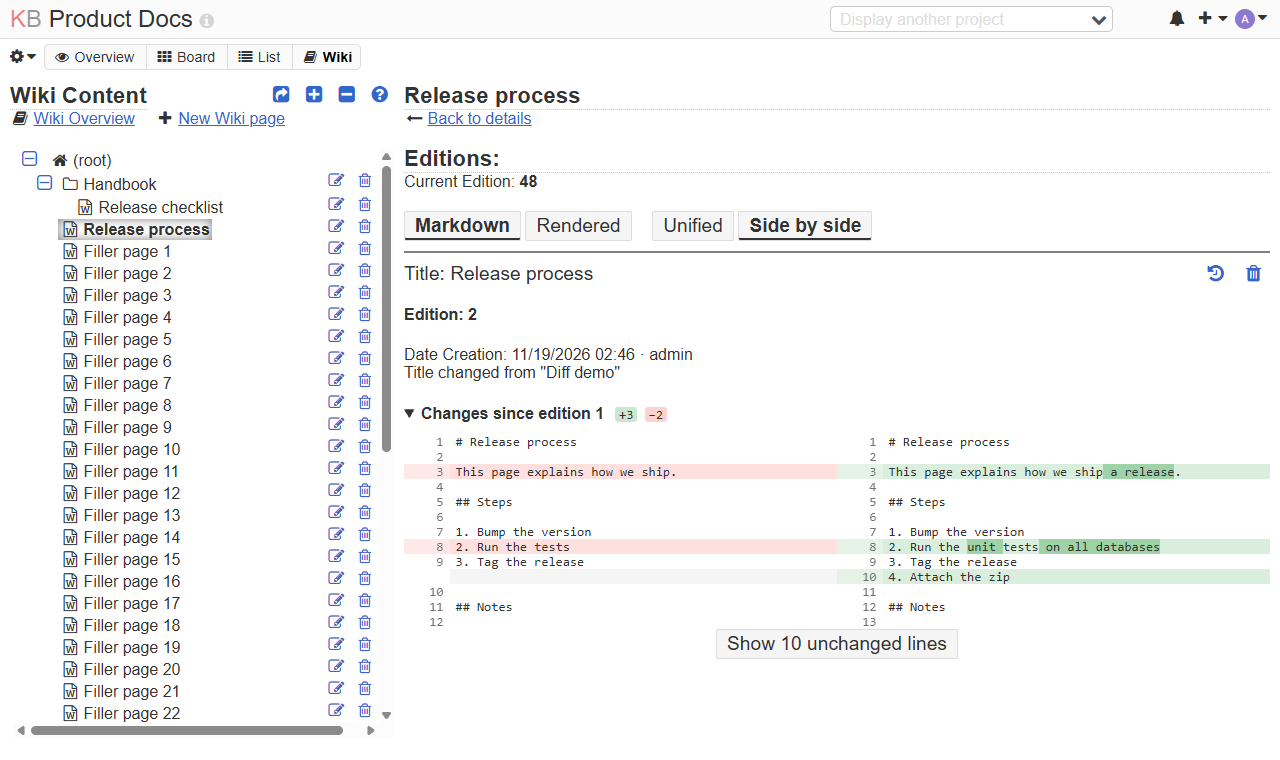 KB Product Docs
Display another project
A
Overview
Board
List
Wiki
Wiki Content
Wiki Overview
New Wiki page
(root)
Handbook
Release checklist
Release process
Filler page 1
Filler page 2
Filler page 3
Filler page 4
Filler page 5
Filler page 6
Filler page 7
Filler page 8
Filler page 9
Filler page 10
Filler page 11
Filler page 12
Filler page 13
Filler page 14
Filler page 15
Filler page 16
Filler page 17
Filler page 18
Filler page 19
Filler page 20
Filler page 21
Filler page 22
Release process
Back to details
Editions:
Current Edition: 48
Markdown
Rendered
Unified
Side by side
Title: Release process
Edition: 2
Date Creation: 11/19/2026 02:46 · admin
Title changed from "Diff demo"
Changes since edition 1 +3 −2
1 # Release process
2
3 This page explains how we ship.
4
5 ## Steps
6
7 1. Bump the version
8 2. Run the tests
9 3. Tag the release
10
11 ## Notes
12
1 # Release process
2
3 This page explains how we ship a release.
4
5 ## Steps
6
7 1. Bump the version
8 2. Run the unit tests on all databases
9 3. Tag the release
10 4. Attach the zip
11
12 ## Notes
13
Show 10 unchanged lines